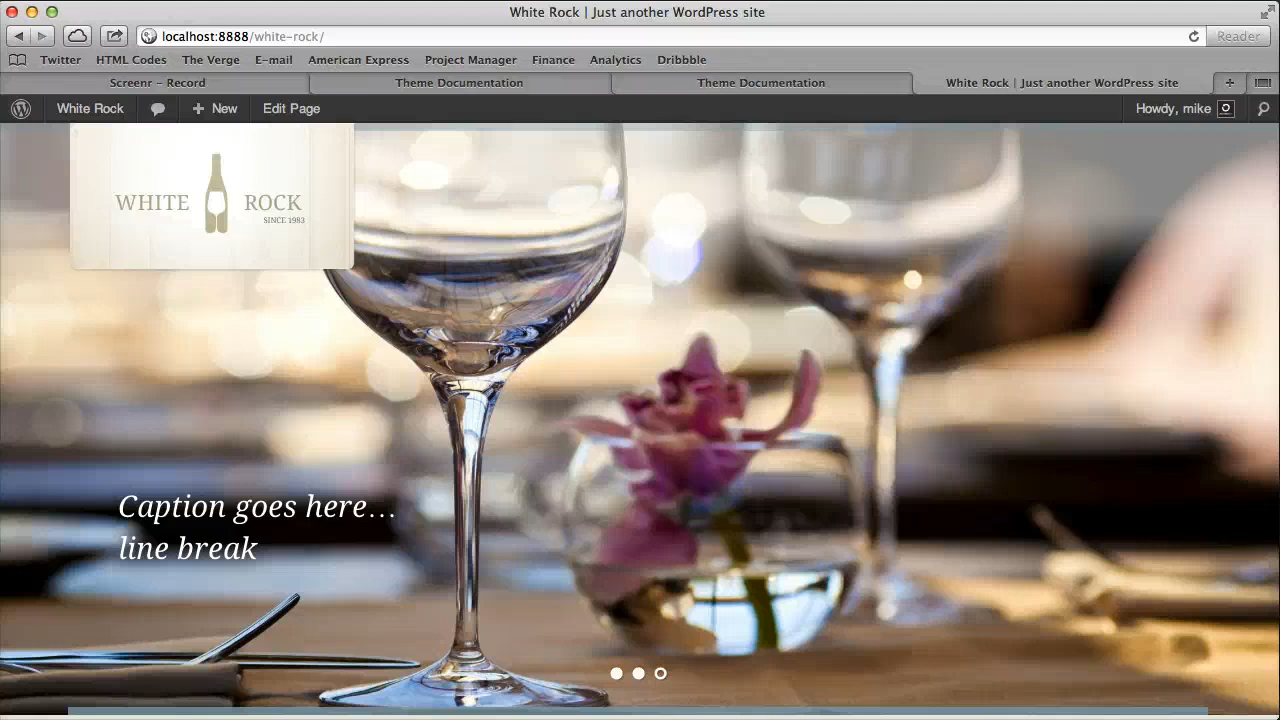 White Rock | Just another WordPress site
localhost:8888/white-rock/
Reader
Twitter HTML Codes The Verge E-mail American Express Project Manager Finance Analytics Dribbble
Screenr – Record Theme Documentation Theme Documentation White Rock | Just another WordPress site
White Rock + New Edit Page Howdy, mike
WHITE ROCK
SINCE 1983
Caption goes here…
line break